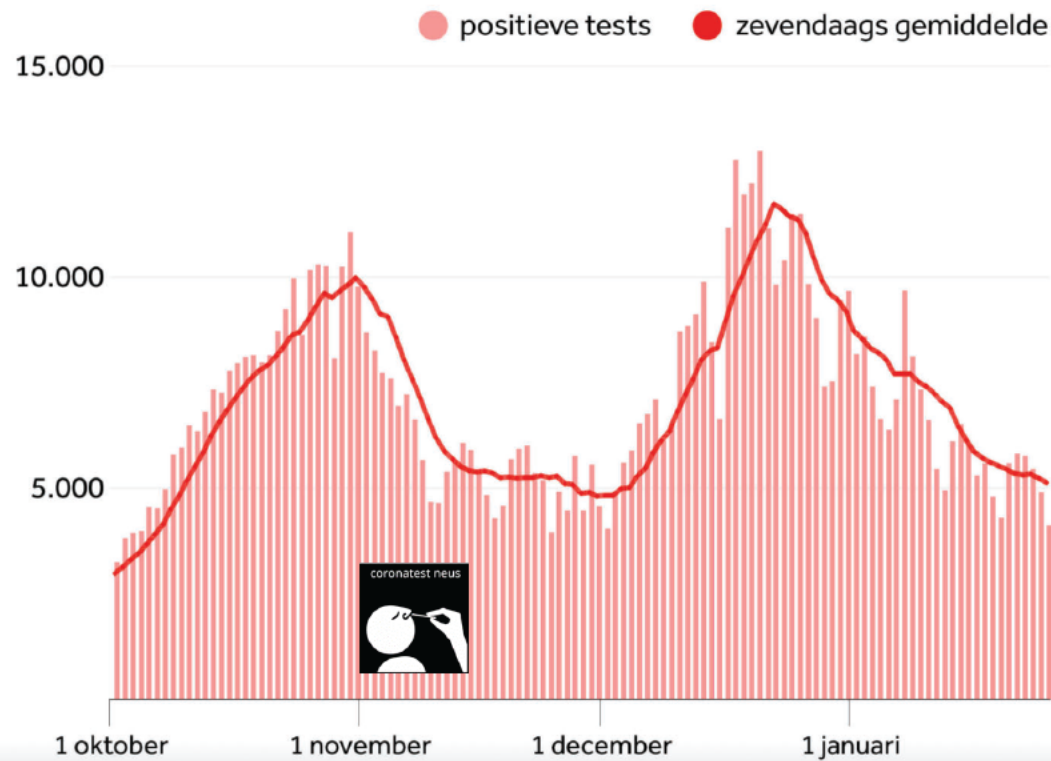 positieve tests zevendaags gemiddelde
15.000
10.000
5.000
coronatest neus
1 oktober 1 november 1 december 1 januari